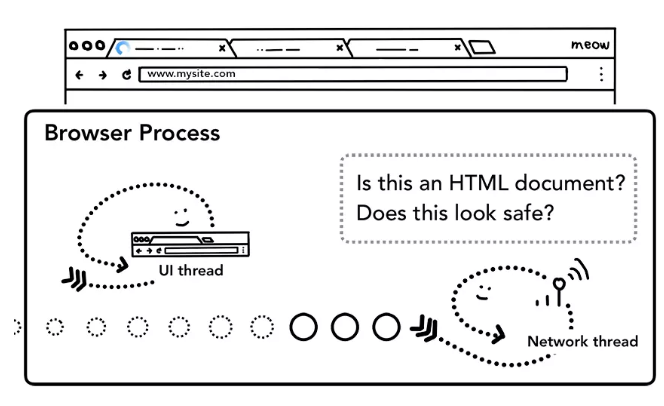 meow
www.mysite.com
Browser Process
Is this an HTML document?
Does this look safe?
UI thread
Network thread